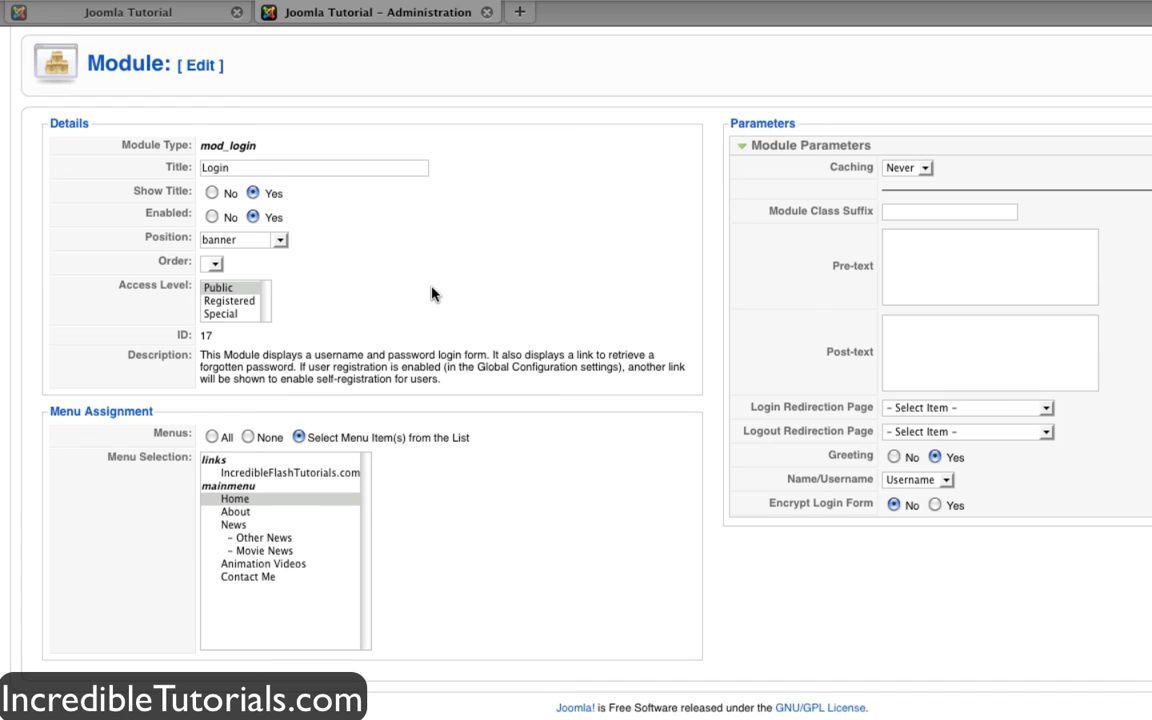 Joomla Tutorial
Joomla Tutorial – Administration
+
Module: [ Edit ]
Details
Module Type: mod_login
Title: Login
Show Title: No Yes
Enabled: No Yes
Position: banner
Order:
Access Level: Public
Registered
Special
ID: 17
Description: This Module displays a username and password login form. It also displays a link to retrieve a
forgotten password. If user registration is enabled (in the Global Configuration settings), another link
will be shown to enable self-registration for users.
Menu Assignment
Menus: All None Select Menu Item(s) from the List
Menu Selection: links
IncredibleFlashTutorials.com
mainmenu
Home
About
News
– Other News
– Movie News
Animation Videos
Contact Me
Parameters
Module Parameters
Caching Never
Module Class Suffix
Pre-text
Post-text
Login Redirection Page – Select Item –
Logout Redirection Page – Select Item –
Greeting No Yes
Name/Username Username
Encrypt Login Form No Yes
IncredibleTutorials.com
Joomla! is Free Software released under the GNU/GPL License.